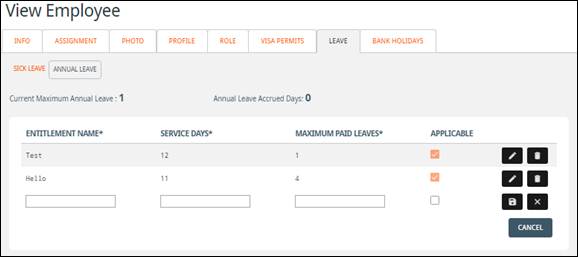 View Employee
INFO ASSIGNMENT PHOTO PROFILE ROLE VISA PERMITS LEAVE BANK HOLIDAYS
SICK LEAVE ANNUAL LEAVE
Current Maximum Annual Leave : 1 Annual Leave Accrued Days: 0
ENTITLEMENT NAME* SERVICE DAYS* MAXIMUM PAID LEAVES* APPLICABLE
Test 12 1
Hello 11 4
CANCEL